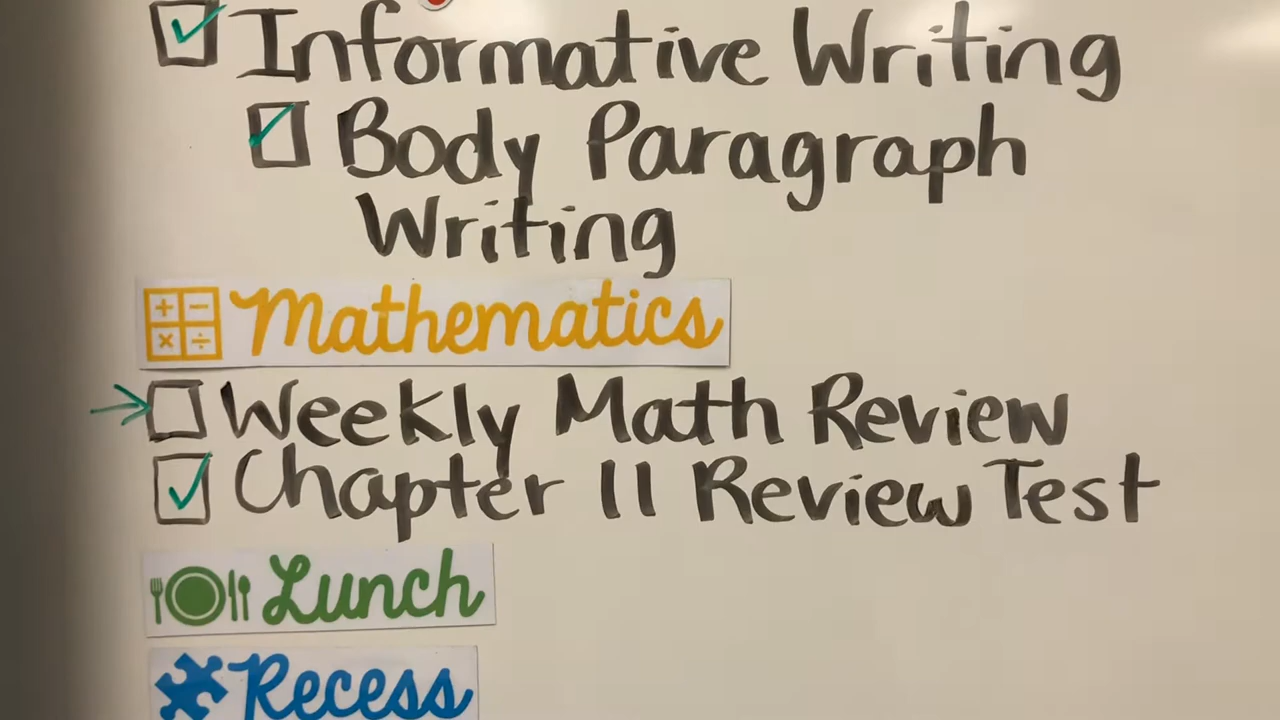 Informative Writing
Body Paragraph
Writing
Mathematics
Weekly Math Review
Chapter 11 Review Test
Lunch
Recess